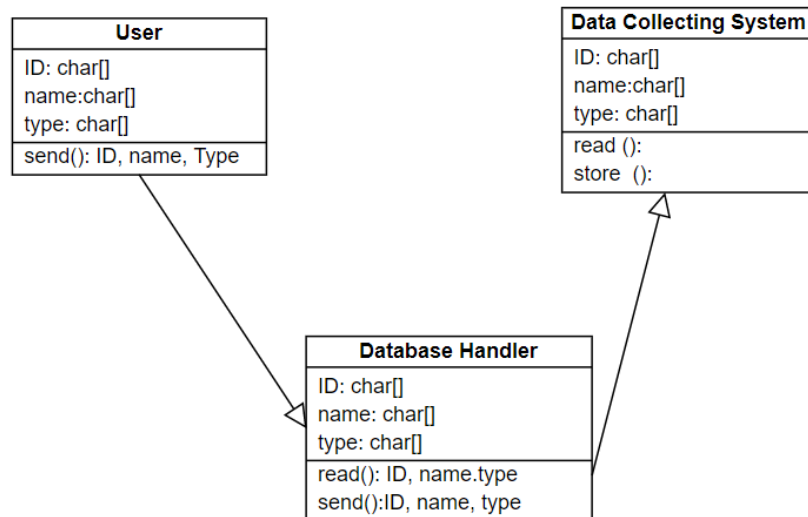 User
ID: char[]
name:char[]
type: char[]
send(): ID, name, Type
Data Collecting System
ID: char[]
name:char[]
type: char[]
read ():
store  ():
Database Handler
ID: char[]
name: char[]
type: char[]
read(): ID, name.type
send():ID, name, type